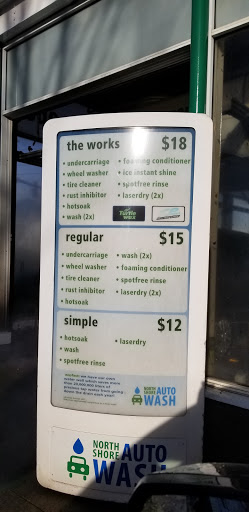 the works $18
• undercarriage • foaming conditioner
• wheel washer • ice instant shine
• tire cleaner • spotfree rinse
• rust inhibitor • laserdry (2x)
• hotsoak
• wash (2x)
Turtle
WAX
regular $15
• undercarriage • wash (2x)
• wheel washer • foaming conditioner
• tire cleaner • spotfree rinse
• rust inhibitor • laserdry (2x)
• hotsoak
simple $12
• hotsoak • laserdry
• wash
• spotfree rinse
NORTH
SHORE AUTO
WASH
NORTH
SHORE AUTO
WASH